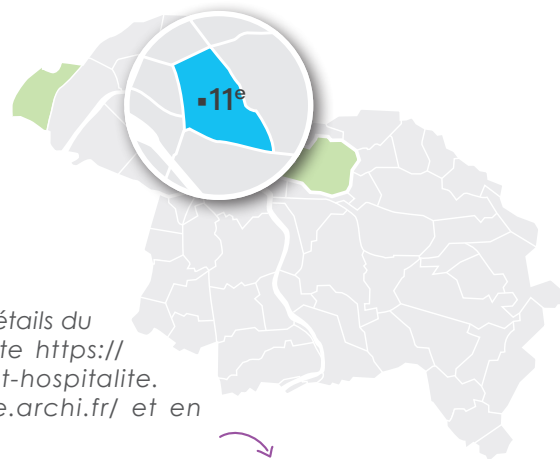 11e
étails du
te https://
t-hospitalite.
e.archi.fr/ et en